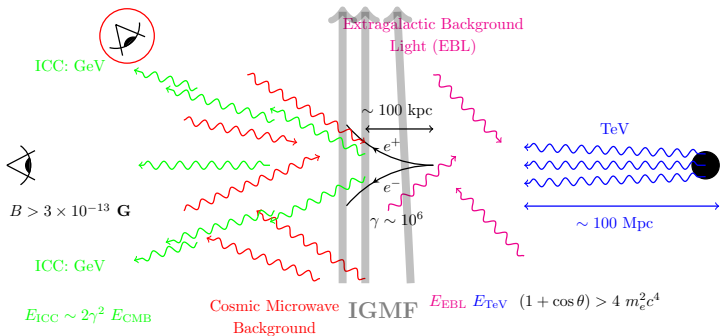 Extragalactic Background
Light (EBL)
ICC: GeV
∼ 100 kpc
TeV
e⁺
e⁻
B > 3 × 10⁻¹³ G
γ ∼ 10⁶
∼ 100 Mpc
ICC: GeV
E_ICC ∼ 2γ² E_CMB
Cosmic Microwave
Background
IGMF
E_EBL E_TeV (1 + cos θ) > 4 m_e²c⁴